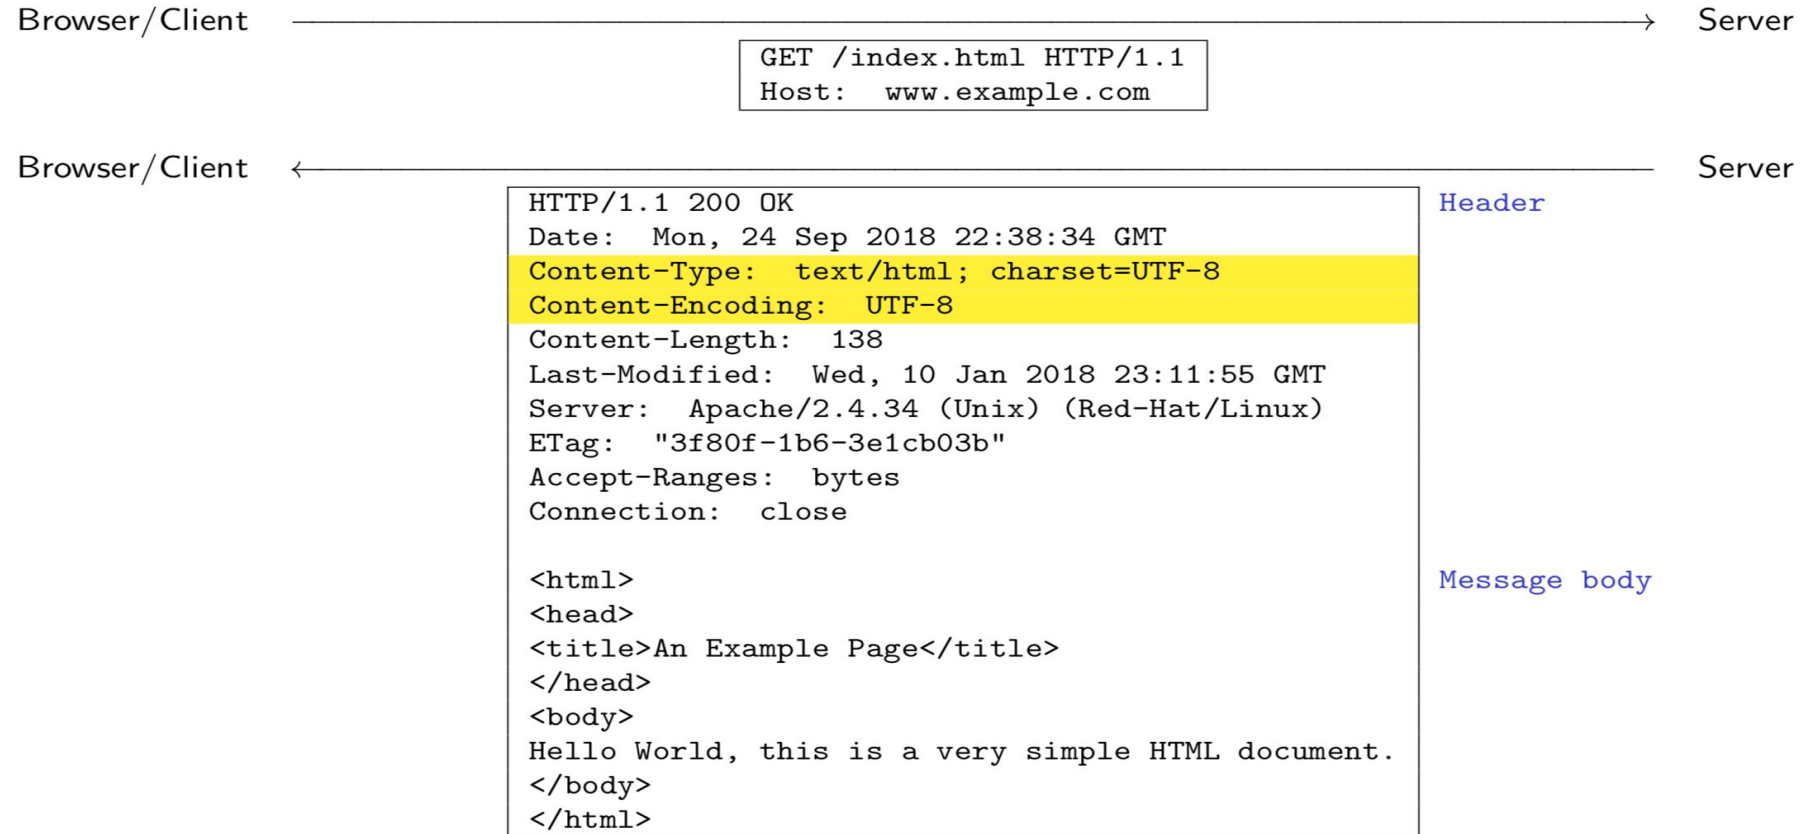 Browser/Client Server
GET /index.html HTTP/1.1
Host: www.example.com
Browser/Client Server
HTTP/1.1 200 OK Header
Date: Mon, 24 Sep 2018 22:38:34 GMT
Content-Type: text/html; charset=UTF-8
Content-Encoding: UTF-8
Content-Length: 138
Last-Modified: Wed, 10 Jan 2018 23:11:55 GMT
Server: Apache/2.4.34 (Unix) (Red-Hat/Linux)
ETag: "3f80f-1b6-3e1cb03b"
Accept-Ranges: bytes
Connection: close
<html> Message body
<head>
<title>An Example Page</title>
</head>
<body>
Hello World, this is a very simple HTML document.
</body>
</html>